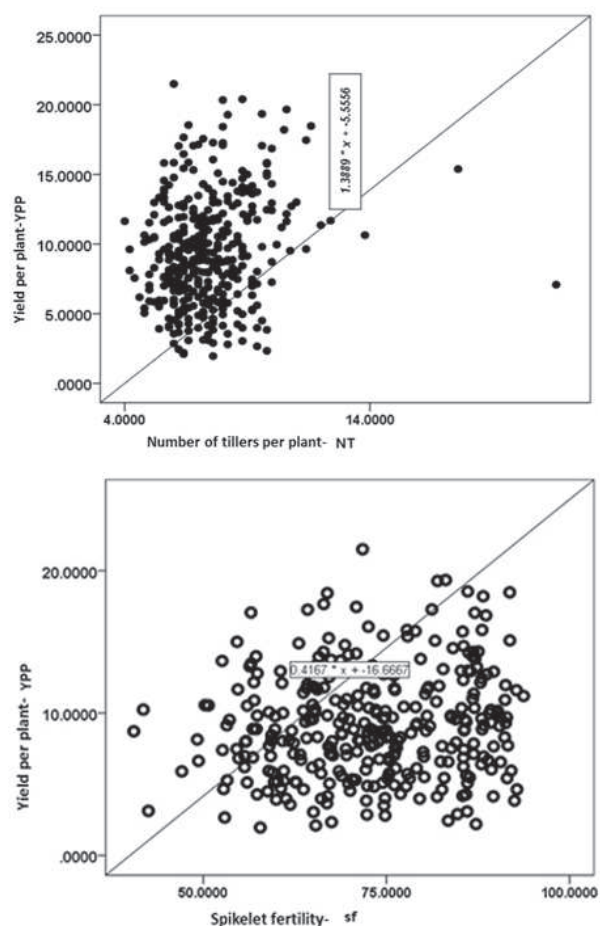 25.0000
20.0000
15.0000
10.0000
5.0000
.0000
Yield per plant-YPP
1.3889 * x + -5.5556
4.0000 14.0000
Number of tillers per plant- NT
20.0000
10.0000
.0000
Yield per plant- YPP
0.4167 * x + -16.6667
50.0000 75.0000 100.0000
Spikelet fertility- sf